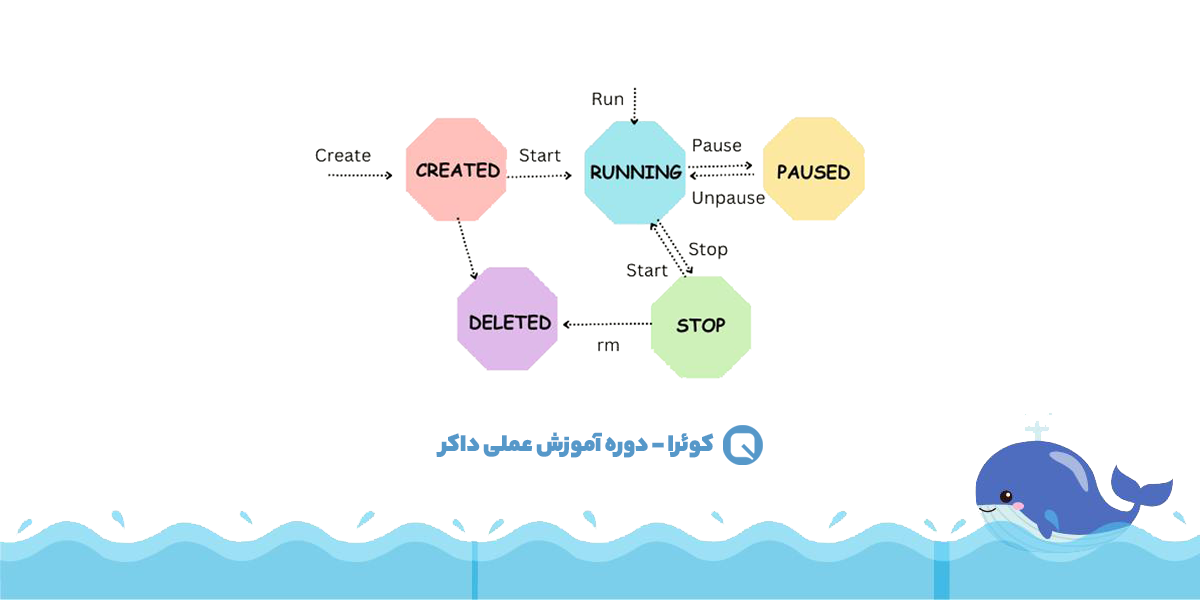 Run
Create
CREATED
Start
RUNNING
Pause
Unpause
PAUSED
Stop
Start
DELETED
rm
STOP
کوئرا - دوره آموزش عملی داکر